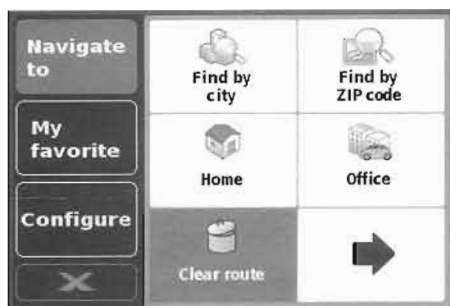 Navigate
to
Find by
city
Find by
ZIP code
My
favorite
Home
Office
Configure
Clear route